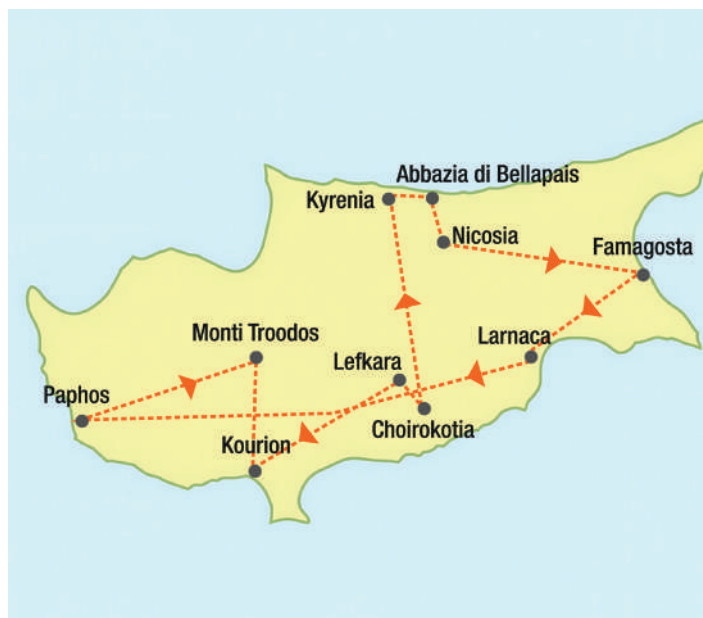 Abbazia di Bellapais
Kyrenia
Nicosia
Famagosta
Monti Troodos
Larnaca
Lefkara
Paphos
Choirokotia
Kourion